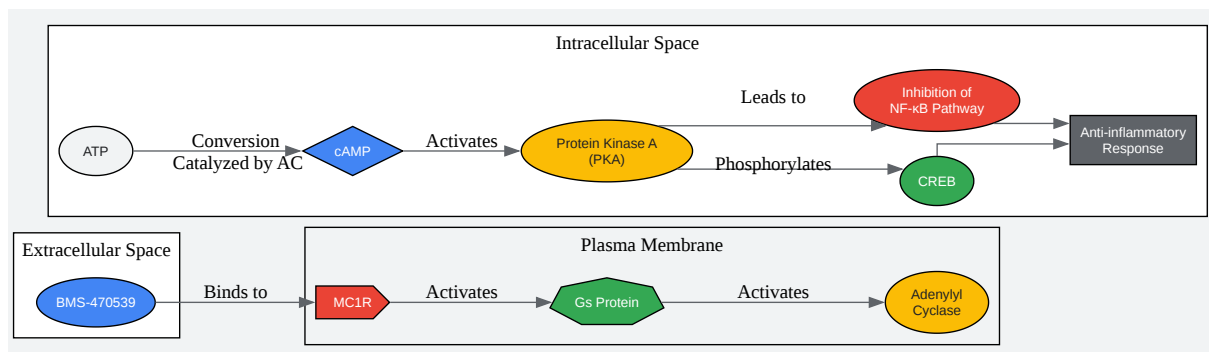 Intracellular Space
ATP
Conversion
Catalyzed by AC
cAMP
Activates
Protein Kinase A
(PKA)
Leads to
Inhibition of
NF-κB Pathway
Phosphorylates
CREB
Anti-inflammatory
Response
Extracellular Space
BMS-470539
Binds to
Plasma Membrane
MC1R
Activates
Gs Protein
Activates
Adenylyl
Cyclase